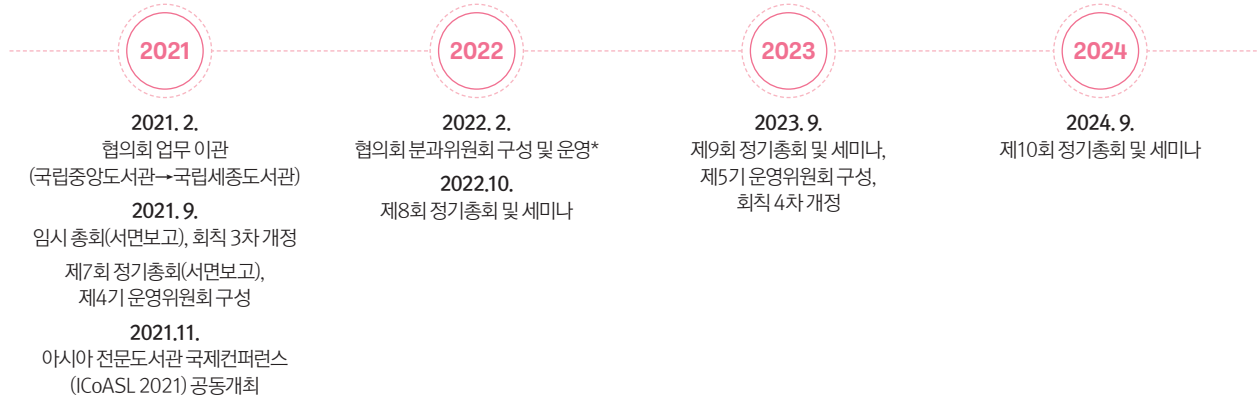 2021
2021. 2.
협의회 업무 이관
(국립중앙도서관→국립세종도서관)
2021. 9.
임시 총회(서면보고), 회칙 3차 개정
제7회 정기총회(서면보고),
제4기 운영위원회 구성
2021.11.
아시아 전문도서관 국제컨퍼런스
(ICoASL 2021) 공동개최
2022
2022. 2.
협의회 분과위원회 구성 및 운영*
2022.10.
제8회 정기총회 및 세미나
2023
2023. 9.
제9회 정기총회 및 세미나,
제5기 운영위원회 구성,
회칙 4차 개정
2024
2024. 9.
제10회 정기총회 및 세미나